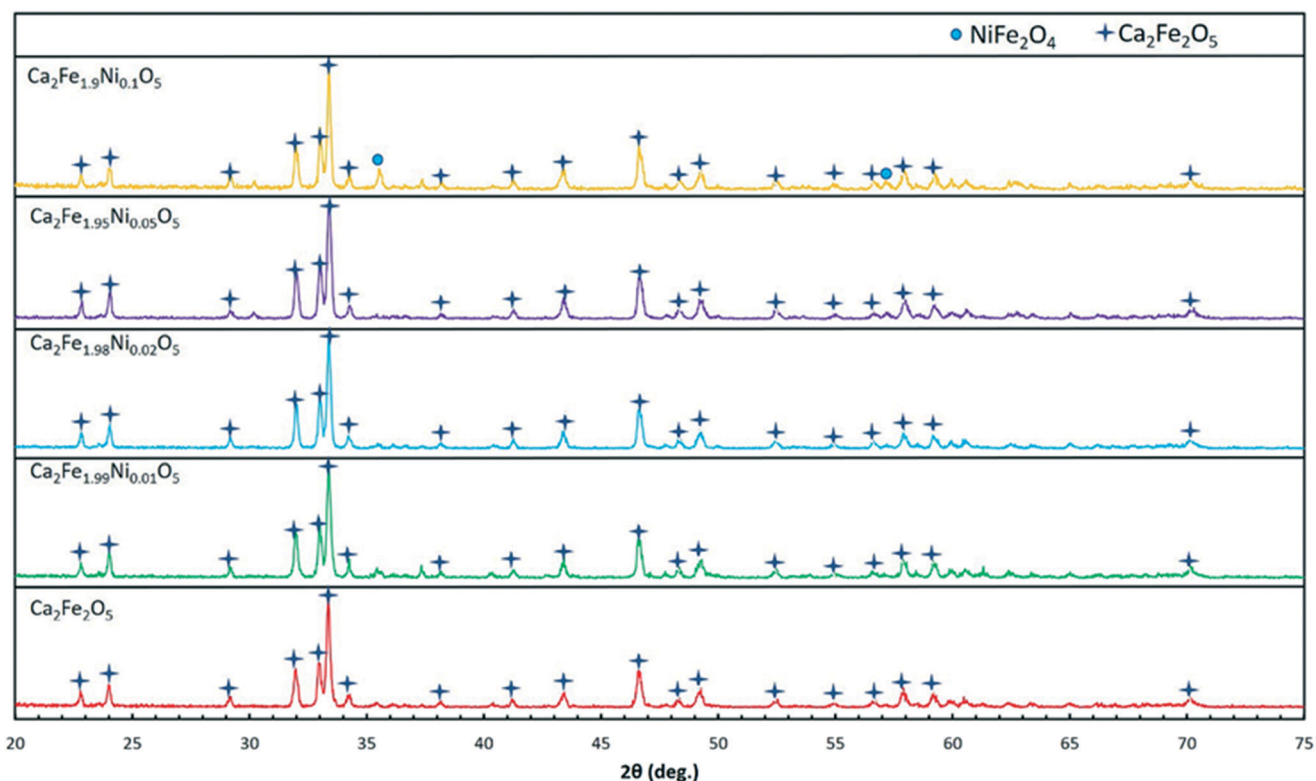 NiFe₂O₄ Ca₂Fe₂O₅
Ca₂Fe₁.₉Ni₀.₁O₅
Ca₂Fe₁.₉₅Ni₀.₀₅O₅
Ca₂Fe₁.₉₈Ni₀.₀₂O₅
Ca₂Fe₁.₉₉Ni₀.₀₁O₅
Ca₂Fe₂O₅
20 25 30 35 40 45 50 55 60 65 70 75
2θ (deg.)